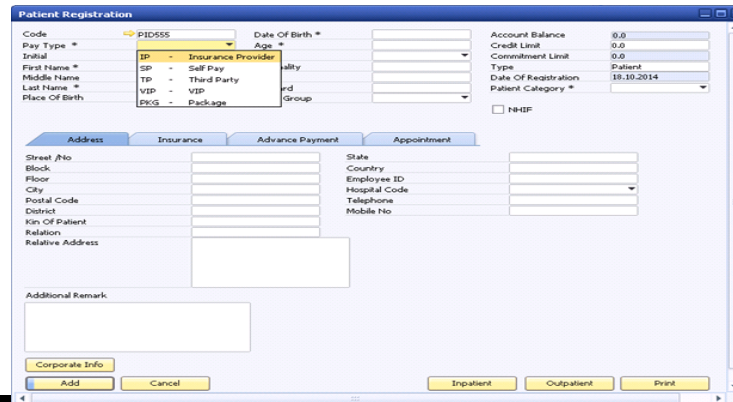 Patient Registration
Code PID555 Date Of Birth * Account Balance 0.0
Pay Type * Age * Credit Limit 0.0
Initial IP - Insurance Provider Commitment Limit 0.0
First Name * SP - Self Pay ality Type Patient
Middle Name TP - Third Party Date Of Registration 18.10.2014
Last Name * VIP - VIP rd Patient Category *
Place Of Birth PKG - Package Group
NHIF
Address Insurance Advance Payment Appointment
Street /No State
Block Country
Floor Employee ID
City Hospital Code
Postal Code Telephone
District Mobile No
Kin Of Patient
Relation
Relative Address
Additional Remark
Corporate Info
Add Cancel Inpatient Outpatient Print